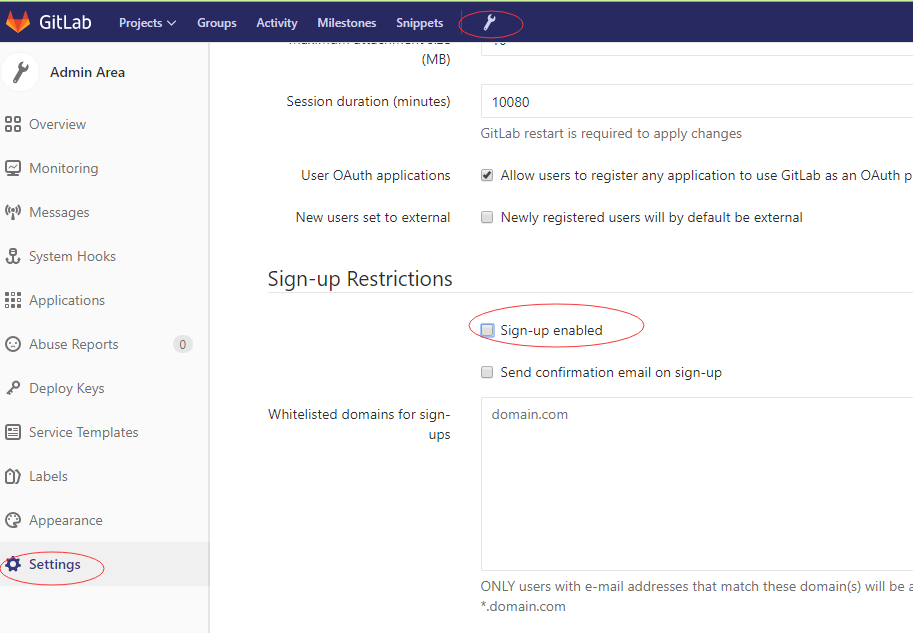 GitLab Projects Groups Activity Milestones Snippets
Admin Area
Overview
Monitoring
Messages
System Hooks
Applications
Abuse Reports 0
Deploy Keys
Service Templates
Labels
Appearance
Settings
Maximum attachment size
(MB)
10
Session duration (minutes)
10080
GitLab restart is required to apply changes
User OAuth applications
Allow users to register any application to use GitLab as an OAuth p
New users set to external
Newly registered users will by default be external
Sign-up Restrictions
Sign-up enabled
Send confirmation email on sign-up
Whitelisted domains for sign-
ups
domain.com
ONLY users with e-mail addresses that match these domain(s) will be a
*.domain.com